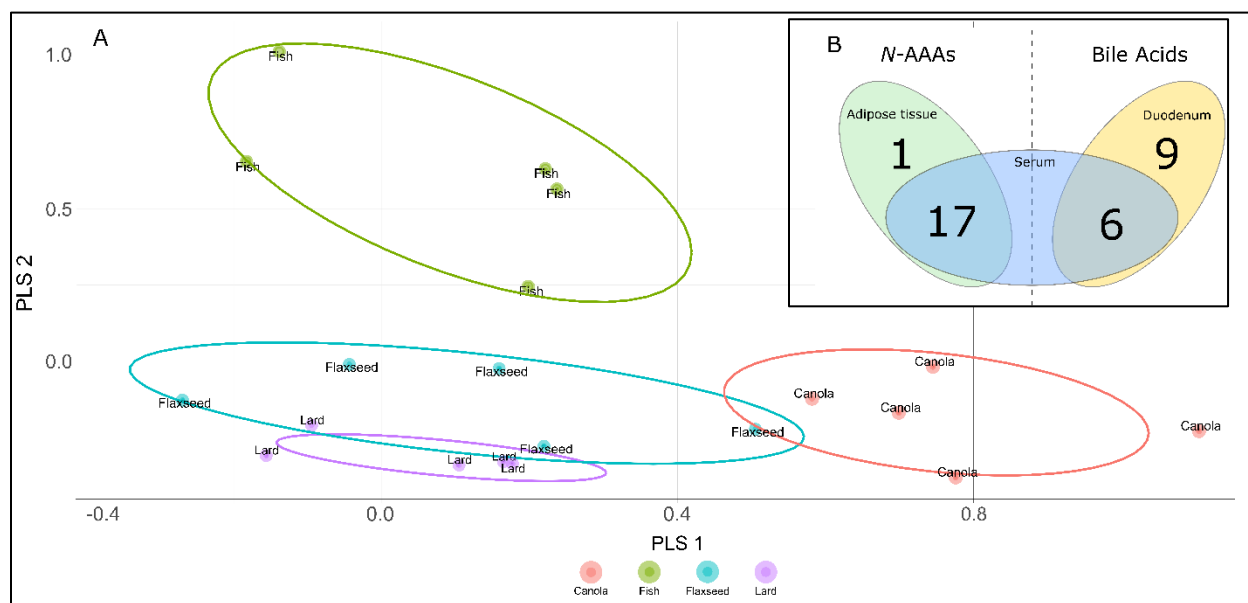 A
B
N-AAAs Bile Acids
Adipose tissue Duodenum
1 9
Serum
17 6
1.0
0.5
0.0
PLS 2
Fish
Fish
Fish
Fish
Fish
Flaxseed Flaxseed
Flaxseed
Flaxseed
Flaxseed
Lard
Lard
Lard
Lard
Lard
Canola
Canola
Canola
Canola
Canola
-0.4 0.0 0.4 0.8
PLS 1
Canola Fish Flaxseed Lard